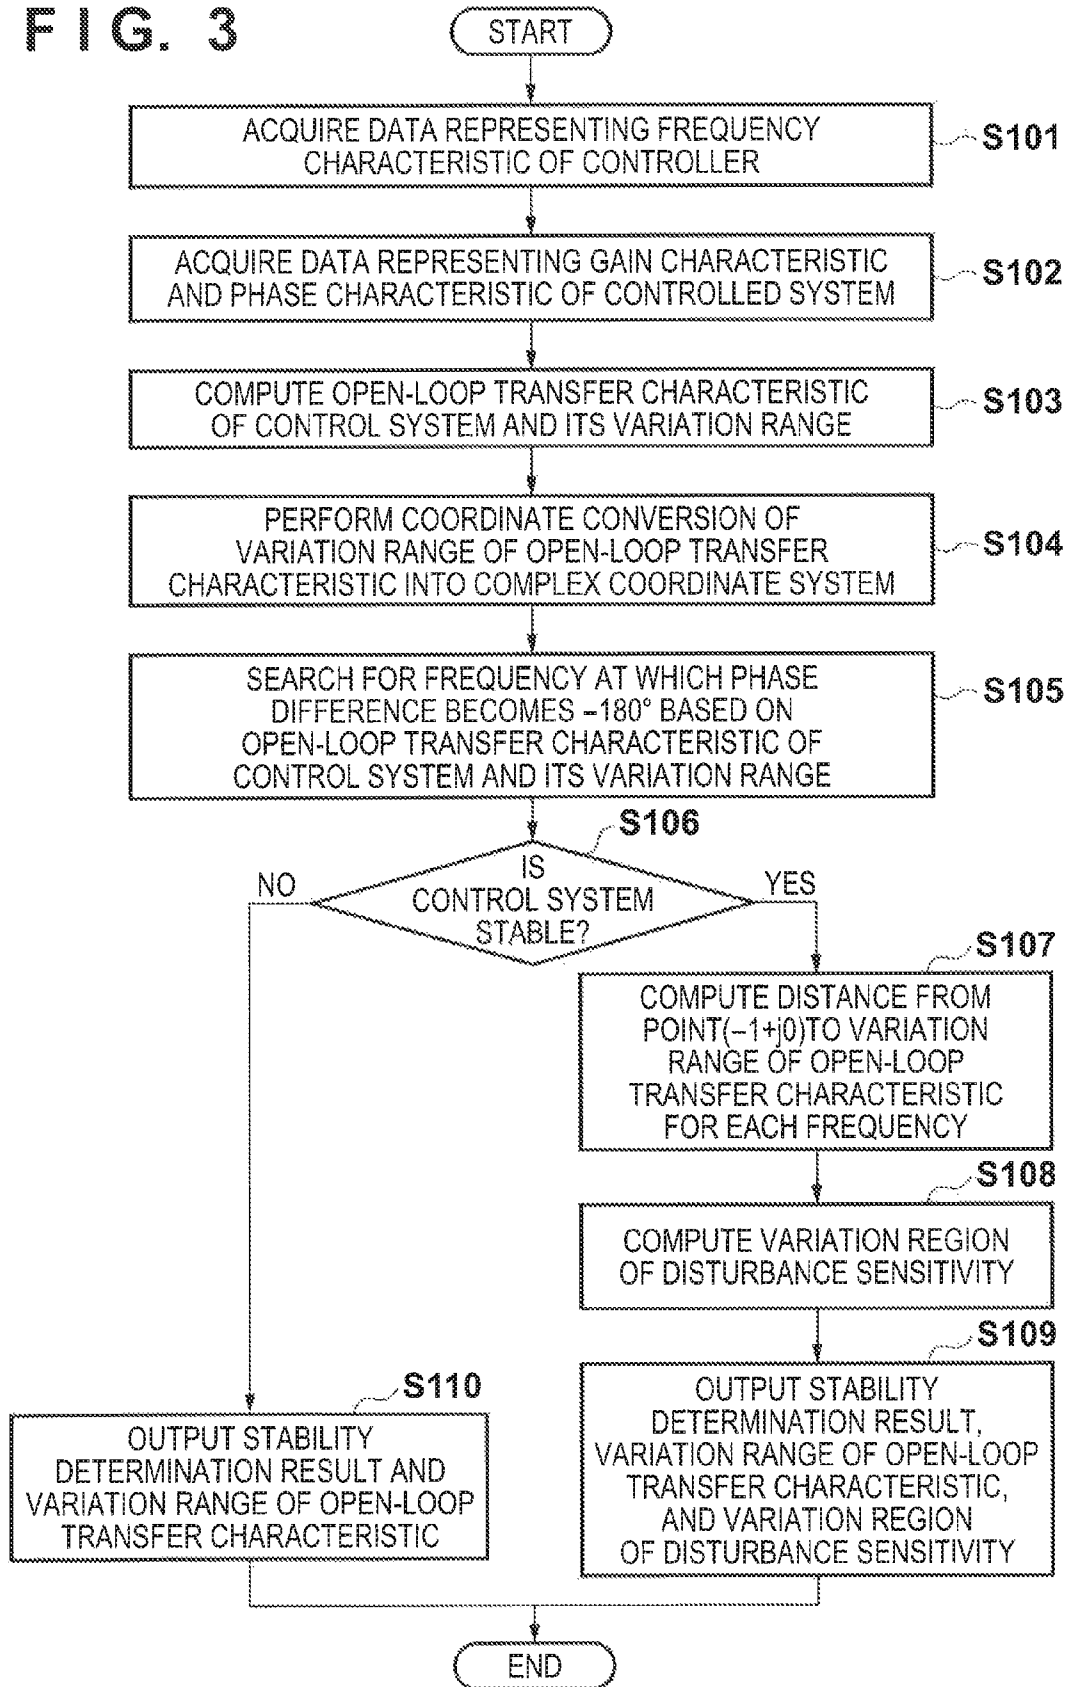 FIG. 3
START
ACQUIRE DATA REPRESENTING FREQUENCY
CHARACTERISTIC OF CONTROLLER
S101
ACQUIRE DATA REPRESENTING GAIN CHARACTERISTIC
AND PHASE CHARACTERISTIC OF CONTROLLED SYSTEM
S102
COMPUTE OPEN-LOOP TRANSFER CHARACTERISTIC
OF CONTROL SYSTEM AND ITS VARIATION RANGE
S103
PERFORM COORDINATE CONVERSION OF
VARIATION RANGE OF OPEN-LOOP TRANSFER
CHARACTERISTIC INTO COMPLEX COORDINATE SYSTEM
S104
SEARCH FOR FREQUENCY AT WHICH PHASE
DIFFERENCE BECOMES –180° BASED ON
OPEN-LOOP TRANSFER CHARACTERISTIC OF
CONTROL SYSTEM AND ITS VARIATION RANGE
S105
S106
IS
CONTROL SYSTEM
STABLE?
NO
YES
S107
COMPUTE DISTANCE FROM
POINT(–1+j0)TO VARIATION
RANGE OF OPEN-LOOP
TRANSFER CHARACTERISTIC
FOR EACH FREQUENCY
S108
COMPUTE VARIATION REGION
OF DISTURBANCE SENSITIVITY
S109
OUTPUT STABILITY
DETERMINATION RESULT,
VARIATION RANGE OF OPEN-LOOP
TRANSFER CHARACTERISTIC,
AND VARIATION REGION
OF DISTURBANCE SENSITIVITY
S110
OUTPUT STABILITY
DETERMINATION RESULT AND
VARIATION RANGE OF OPEN-LOOP
TRANSFER CHARACTERISTIC
END